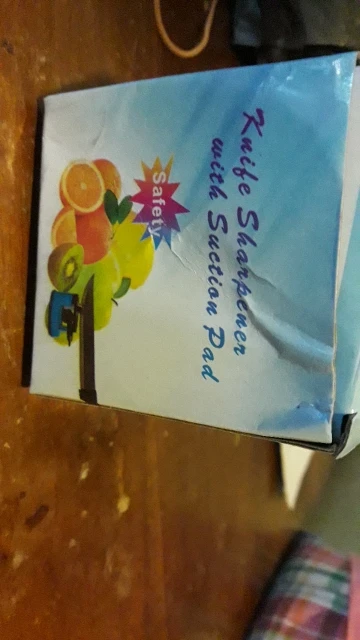 Knife Sharpener
with Suction Pad
Safety